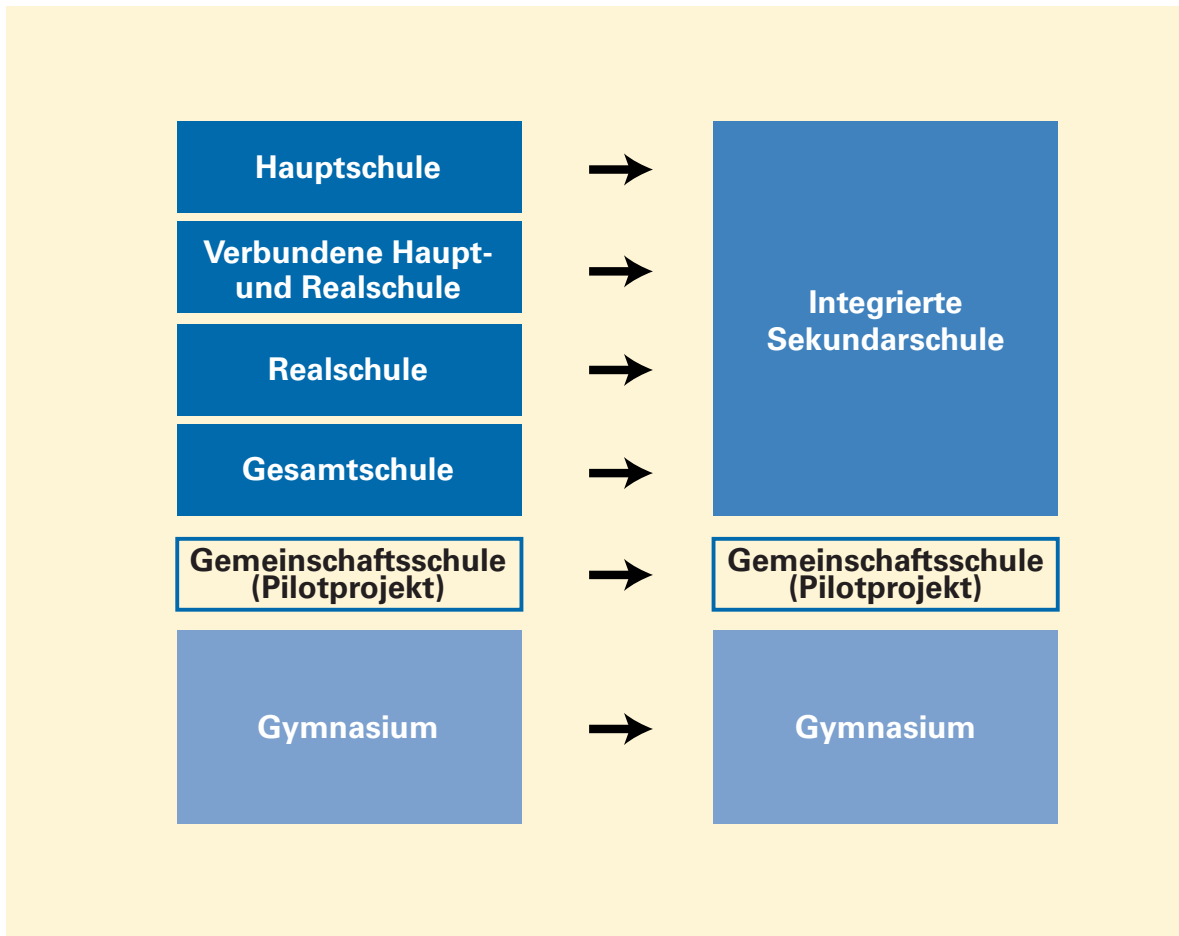 Hauptschule
Verbundene Haupt-
und Realschule
Realschule
Gesamtschule
Gemeinschaftsschule
(Pilotprojekt)
Gymnasium
Integrierte
Sekundarschule
Gemeinschaftsschule
(Pilotprojekt)
Gymnasium